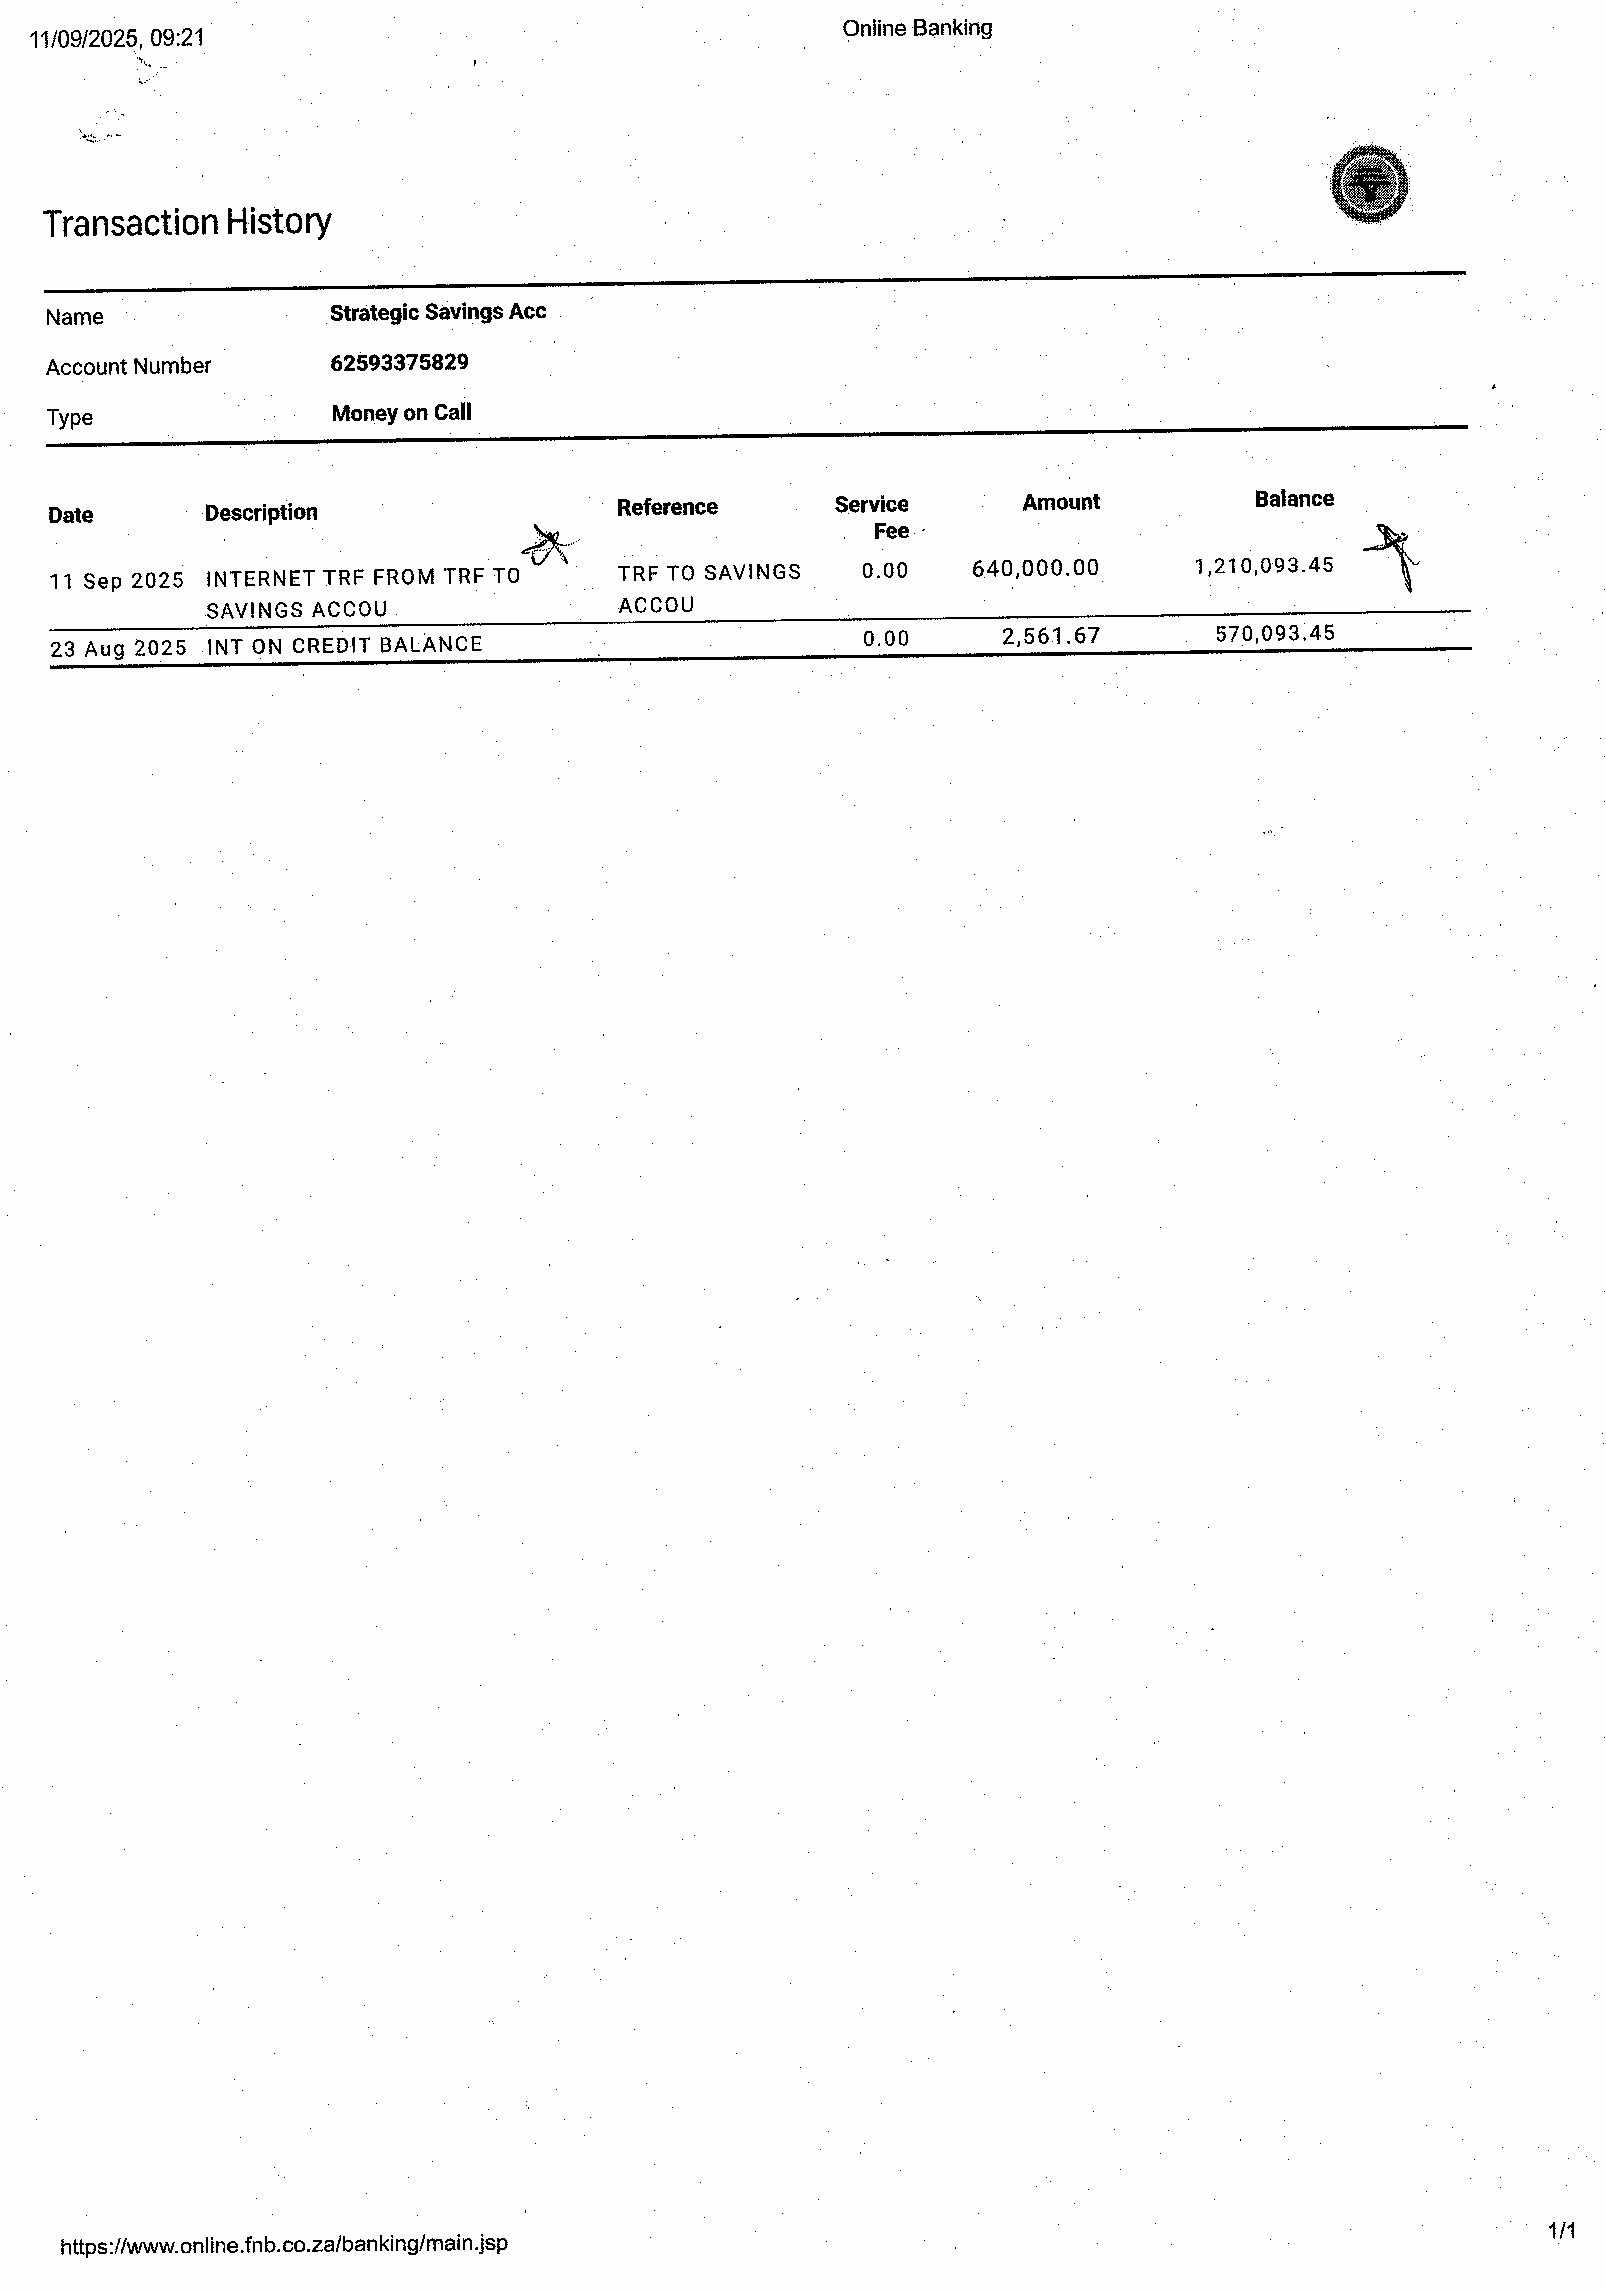 11/09/2025, 09:21
Online Banking
Transaction History
Name Strategic Savings Acc
Account Number 62593375829
Type Money on Call
Date Description Reference Service Fee Amount Balance
11 Sep 2025 INTERNET TRF FROM TRF TO SAVINGS ACCOU TRF TO SAVINGS ACCOU 0.00 640,000.00 1,210,093.45
23 Aug 2025 INT ON CREDIT BALANCE 0.00 2,561.67 570,093.45
https://www.online.fnb.co.za/banking/main.jsp
1/1